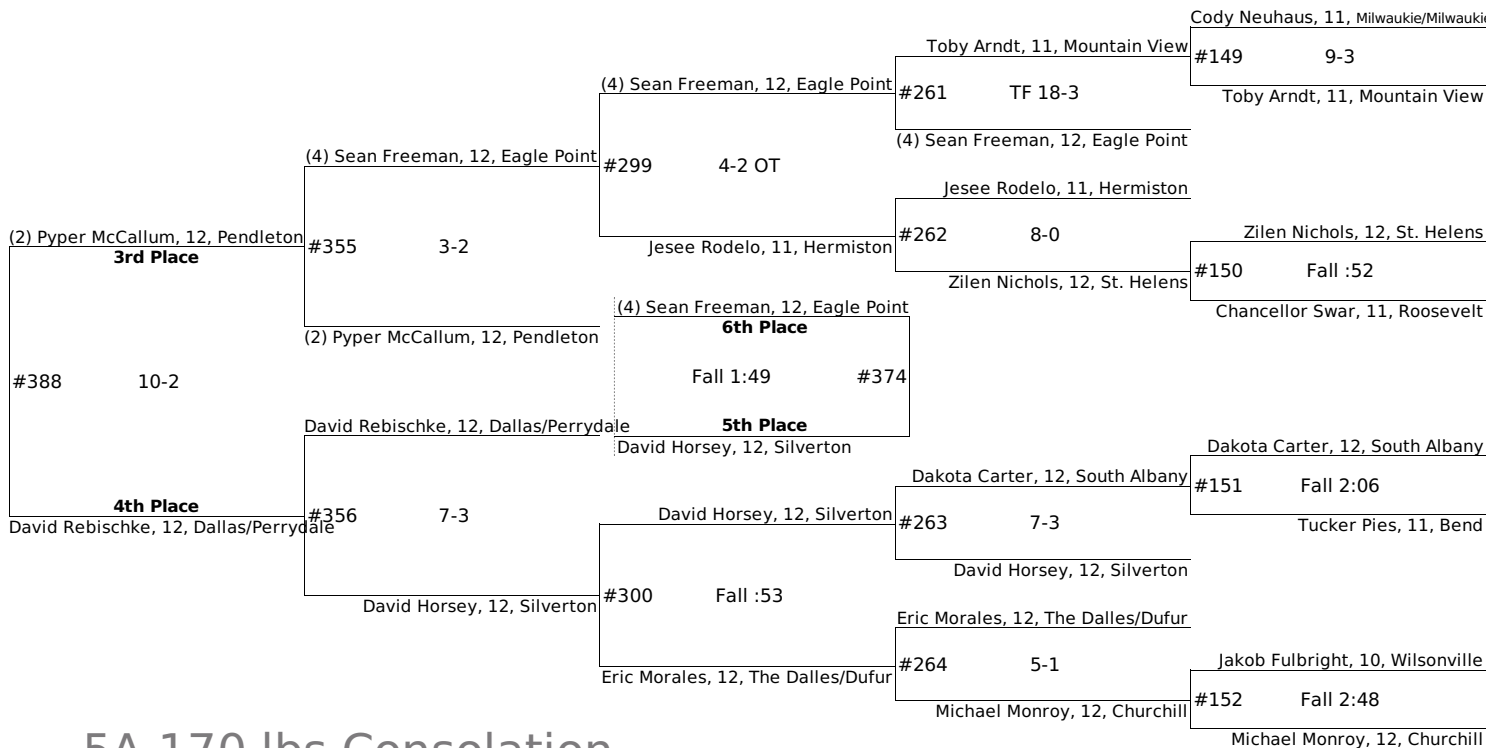 Cody Neuhaus, 11, Milwaukie/Milwaukie
Toby Arndt, 11, Mountain View
#149 9-3
(4) Sean Freeman, 12, Eagle Point
#261 TF 18-3
Toby Arndt, 11, Mountain View
(4) Sean Freeman, 12, Eagle Point
(4) Sean Freeman, 12, Eagle Point
#299 4-2 OT
Jesee Rodelo, 11, Hermiston
(2) Pyper McCallum, 12, Pendleton
3rd Place
#355 3-2
Jesee Rodelo, 11, Hermiston
#262 8-0
Zilen Nichols, 12, St. Helens
#150 Fall :52
Zilen Nichols, 12, St. Helens
(4) Sean Freeman, 12, Eagle Point
Chancellor Swar, 11, Roosevelt
6th Place
(2) Pyper McCallum, 12, Pendleton
#388 10-2
Fall 1:49 #374
David Rebischke, 12, Dallas/Perrydale
5th Place
David Horsey, 12, Silverton
Dakota Carter, 12, South Albany
Dakota Carter, 12, South Albany
#151 Fall 2:06
4th Place
David Rebischke, 12, Dallas/Perrydale
#356 7-3
David Horsey, 12, Silverton
#263 7-3
Tucker Pies, 11, Bend
David Horsey, 12, Silverton
David Horsey, 12, Silverton
#300 Fall :53
Eric Morales, 12, The Dalles/Dufur
#264 5-1
Jakob Fulbright, 10, Wilsonville
Eric Morales, 12, The Dalles/Dufur
#152 Fall 2:48
Michael Monroy, 12, Churchill
Michael Monroy, 12, Churchill
5A 170 lbs Consolation